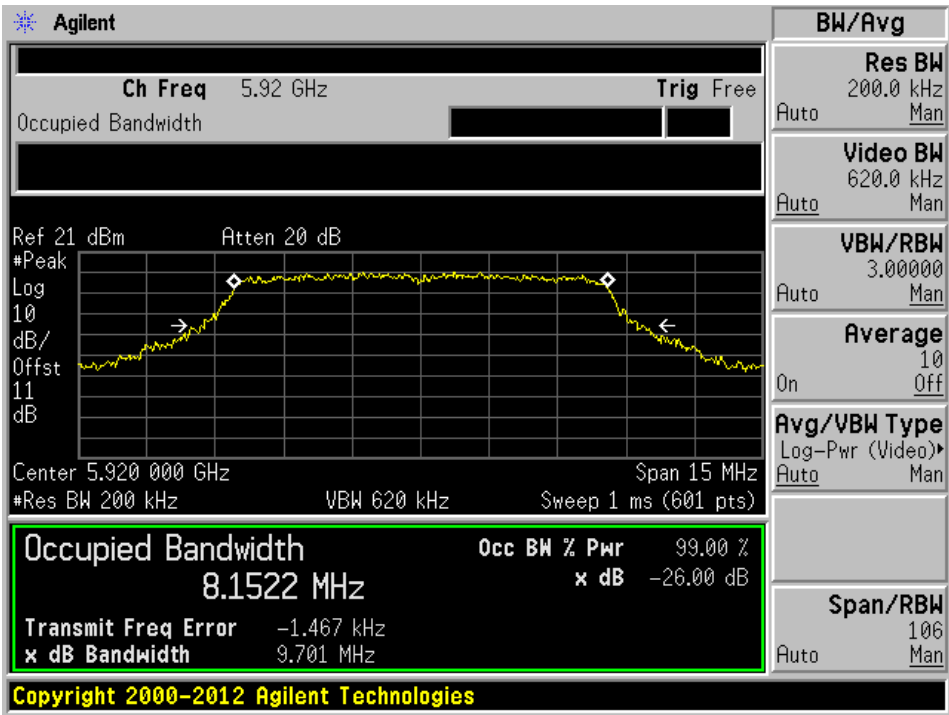 Agilent
BW/Avg
Ch Freq 5.92 GHz Trig Free
Occupied Bandwidth
Res BW
200.0 kHz
Auto Man
Video BW
620.0 kHz
Auto Man
VBW/RBW
3.00000
Auto Man
Average
10
On Off
Avg/VBW Type
Log-Pwr (Video)
Auto Man
Span/RBW
106
Auto Man
Ref 21 dBm Atten 20 dB
#Peak
Log
10
dB/
Offst
11
dB
Center 5.920 000 GHz Span 15 MHz
#Res BW 200 kHz VBW 620 kHz Sweep 1 ms (601 pts)
Occupied Bandwidth
8.1522 MHz
Occ BW % Pwr 99.00 %
x dB -26.00 dB
Transmit Freq Error -1.467 kHz
x dB Bandwidth 9.701 MHz
Copyright 2000-2012 Agilent Technologies